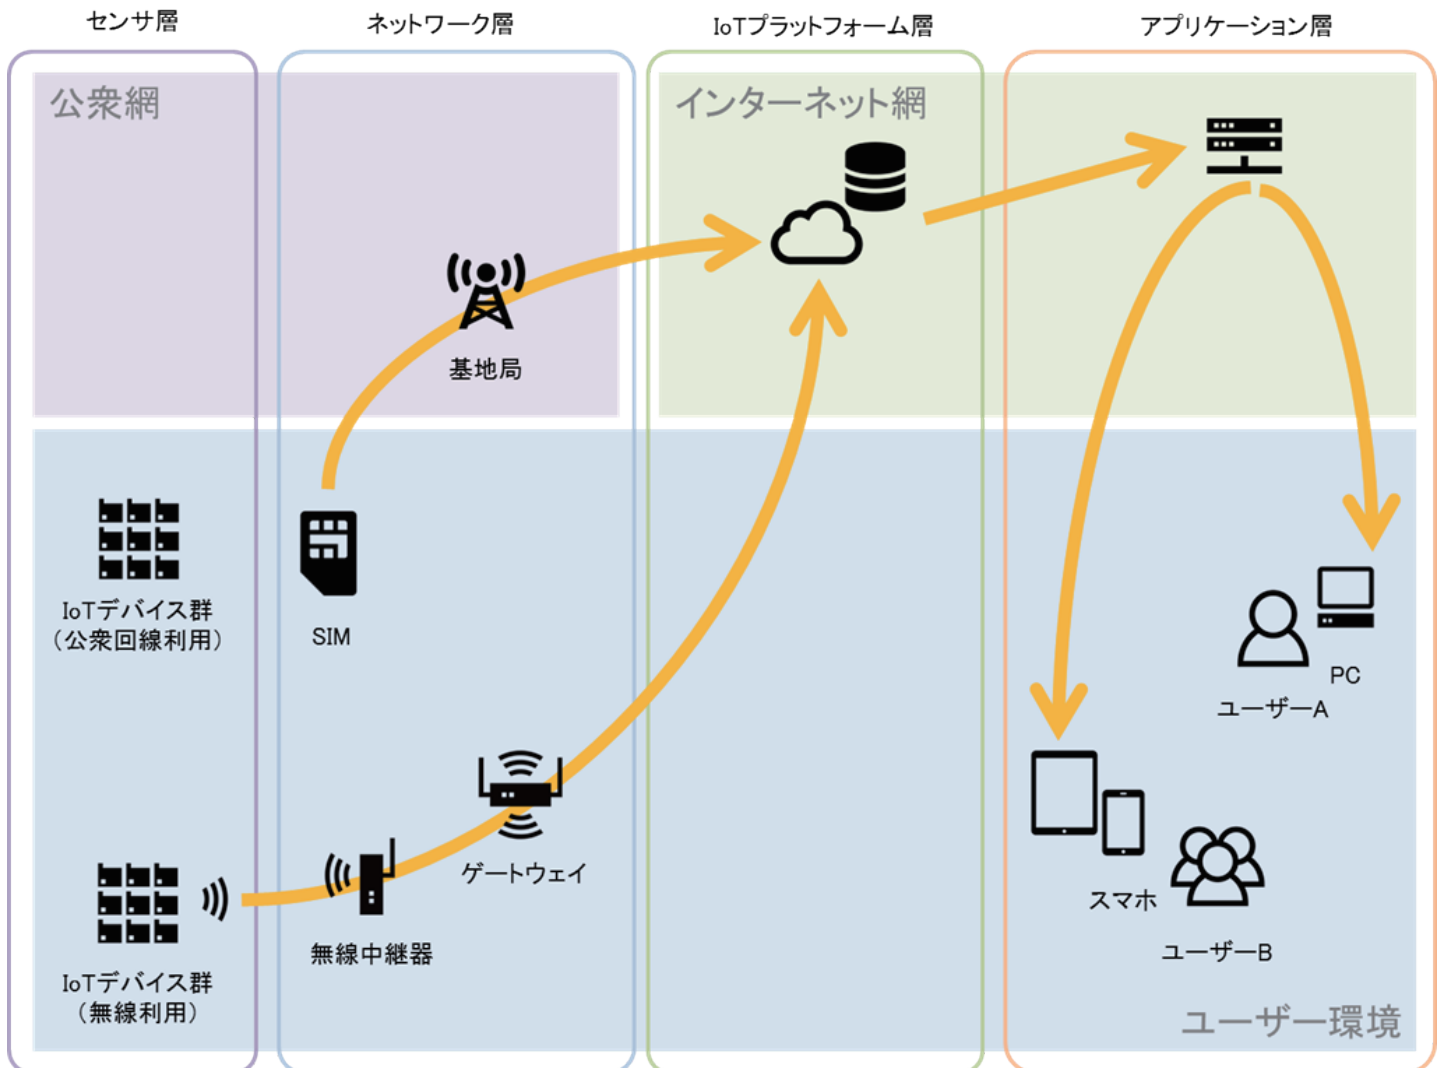 センサ層
ネットワーク層
IoTプラットフォーム層
アプリケーション層
公衆網
インターネット網
基地局
IoTデバイス群
（公衆回線利用）
SIM
PC
ユーザーA
ゲートウェイ
スマホ
無線中継器
ユーザーB
IoTデバイス群
（無線利用）
ユーザー環境